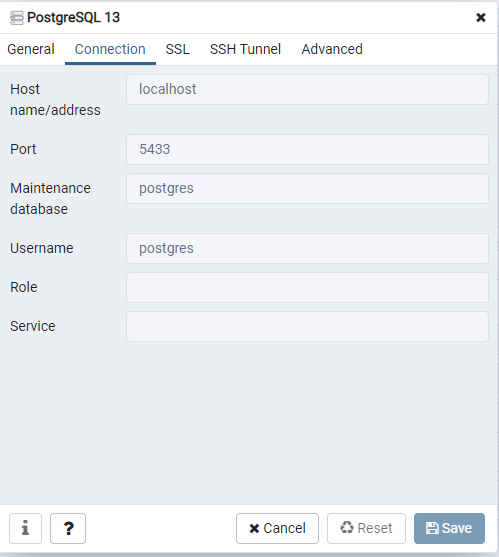 PostgreSQL 13
General Connection SSL SSH Tunnel Advanced
Host name/address localhost
Port 5433
Maintenance database postgres
Username postgres
Role
Service
i ? Cancel Reset Save